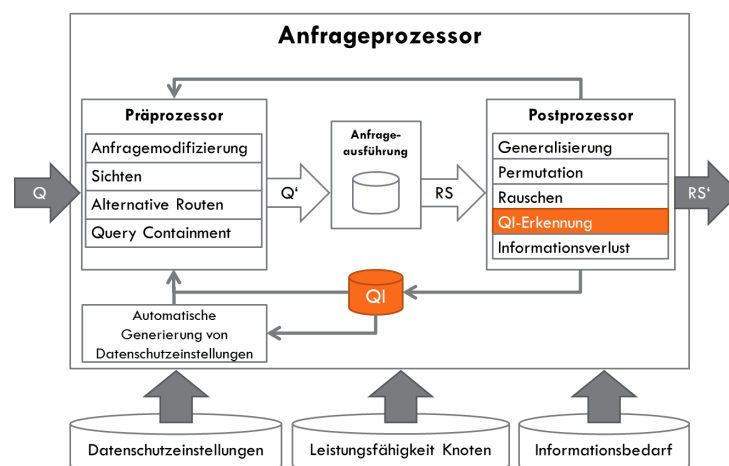 Anfrageprozessor
Präprozessor
Anfragemodifizierung
Sichten
Alternative Routen
Query Containment
Anfrage-
ausführung
Postprozessor
Generalisierung
Permutation
Rauschen
QI-Erkennung
Informationsverlust
Q
Q‘
RS
RS‘
QI
Automatische
Generierung von
Datenschutzeinstellungen
Datenschutzeinstellungen
Leistungsfähigkeit Knoten
Informationsbedarf